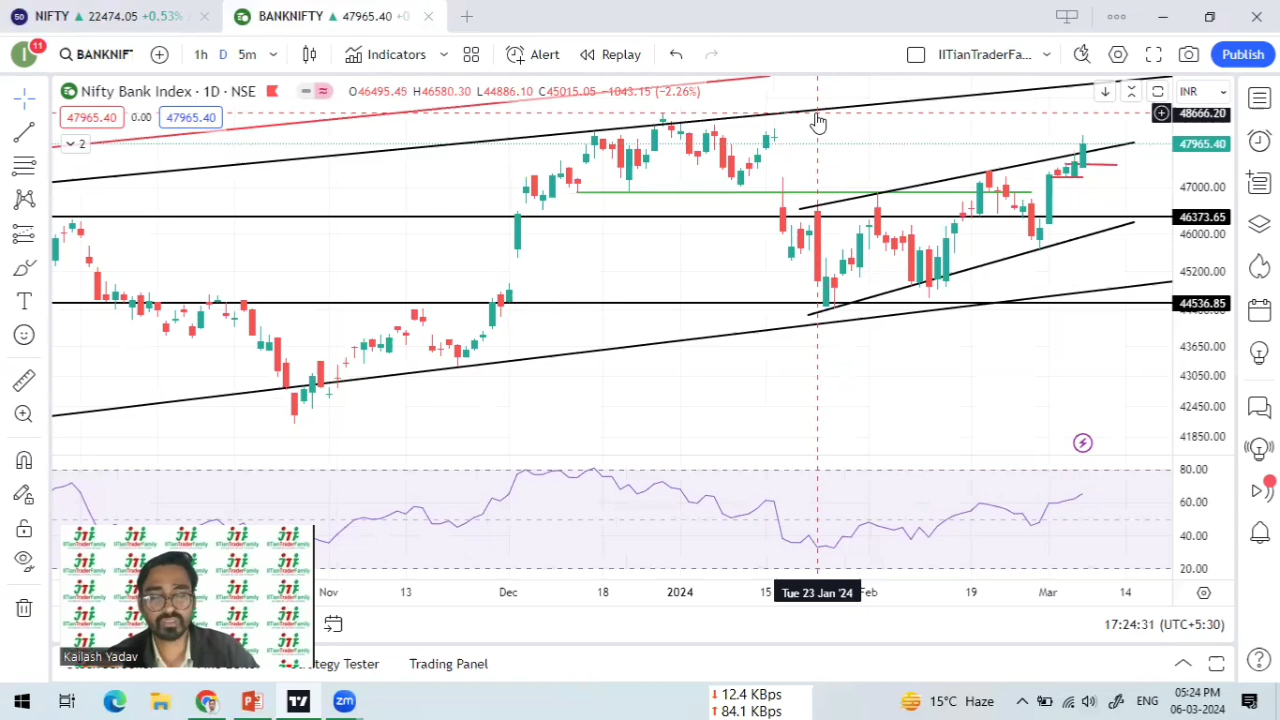 50 NIFTY ▲ 22474.05 +0.53%
BANKNIFTY ▲ 47965.40 +0
11
BANKNIF
1h D 5m
Indicators
Alert
Replay
IITianTraderFa...
Publish
Nifty Bank Index · 1D · NSE
O46495.45 H46580.30 L44886.10 C45015.05 −1043.15 (−2.26%)
INR
47965.40 0.00 47965.40
2
48666.20
47965.40
47000.00
46373.65
46000.00
45200.00
44536.85
43650.00
43050.00
42450.00
41850.00
80.00
60.00
40.00
20.00
Nov 13 Dec 18 2024 15 Tue 23 Jan '24 Feb 19 Mar 14
17:24:31 (UTC+5:30)
IITianTraderFamily
Kailash Yadav
Tester
Trading Panel
12.4 KBps
84.1 KBps
15°C Haze
ENG
05:24 PM
06-03-2024